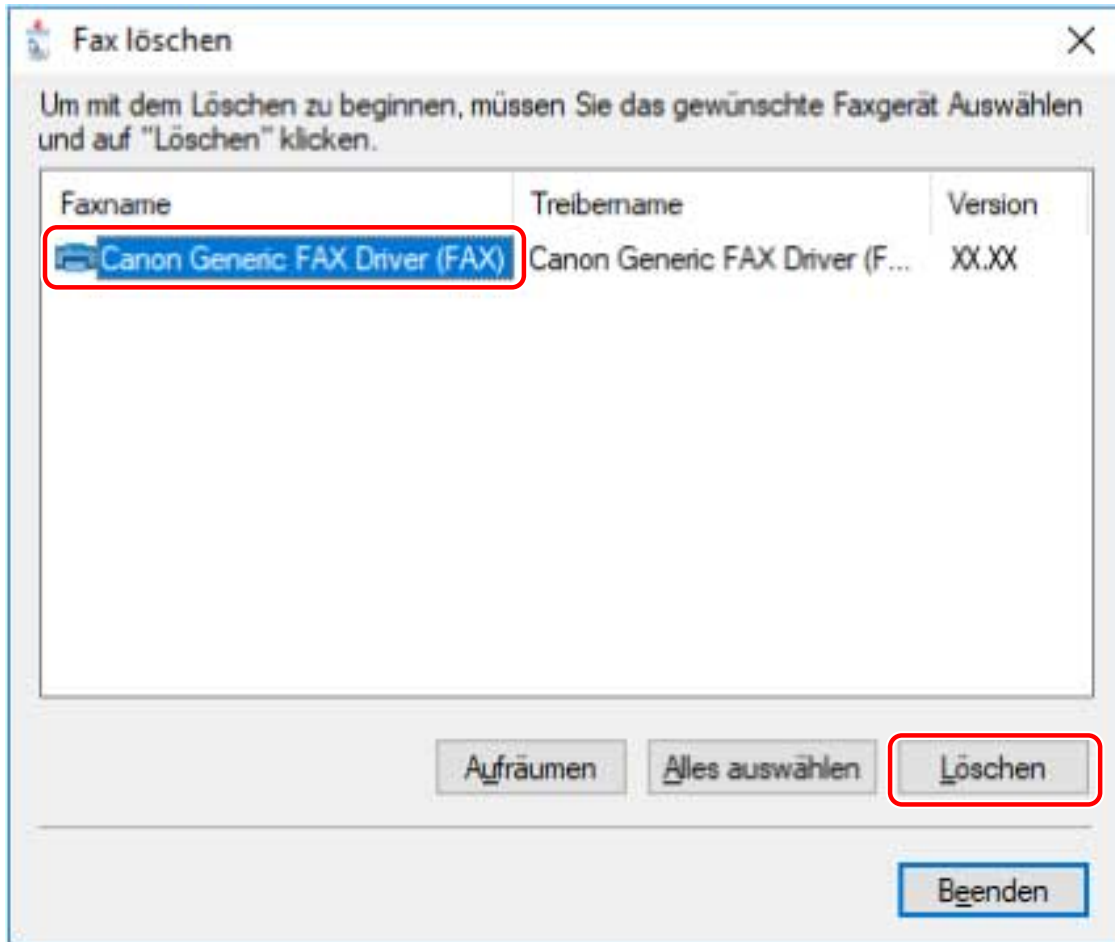 Fax löschen
Um mit dem Löschen zu beginnen, müssen Sie das gewünschte Faxgerät Auswählen
und auf "Löschen" klicken.
Faxname Treibername Version
Canon Generic FAX Driver (FAX) Canon Generic FAX Driver (F... XX.XX
Aufräumen Alles auswählen Löschen
Beenden